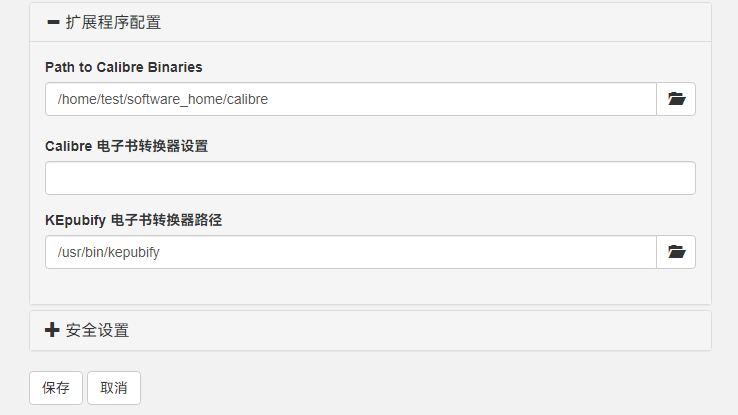 扩展程序配置
Path to Calibre Binaries
/home/test/software_home/calibre
Calibre 电子书转换器设置
KEpubify 电子书转换器路径
/usr/bin/kepubify
安全设置
保存 取消